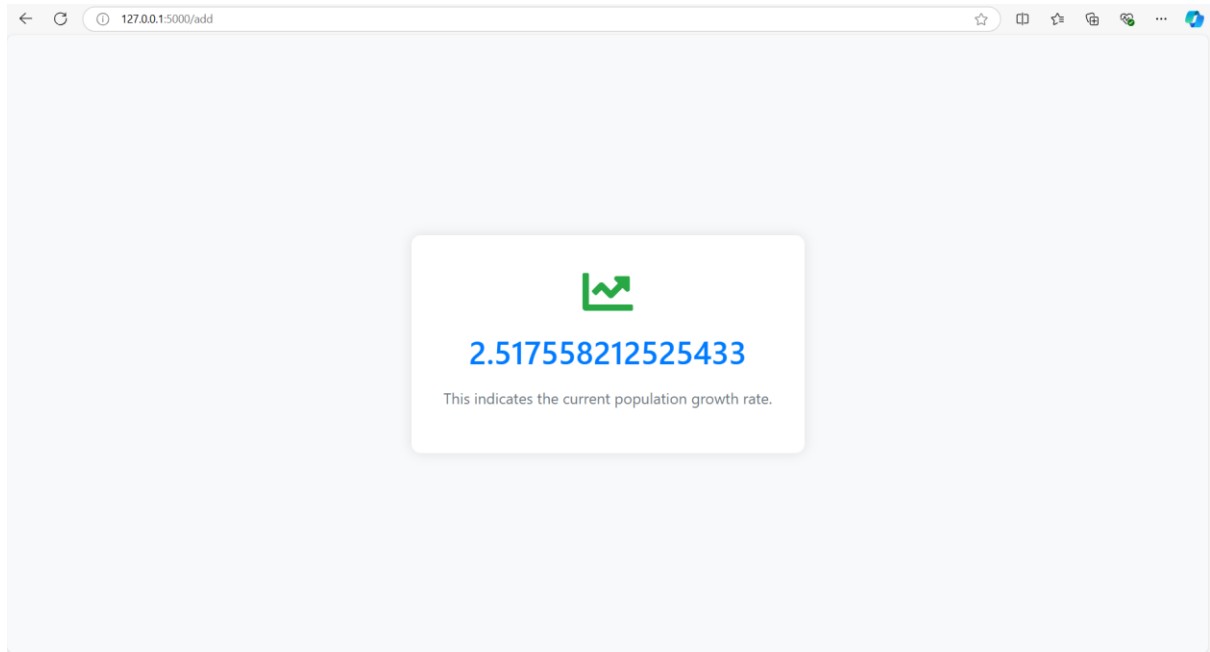 127.0.0.1:5000/add
2.517558212525433
This indicates the current population growth rate.